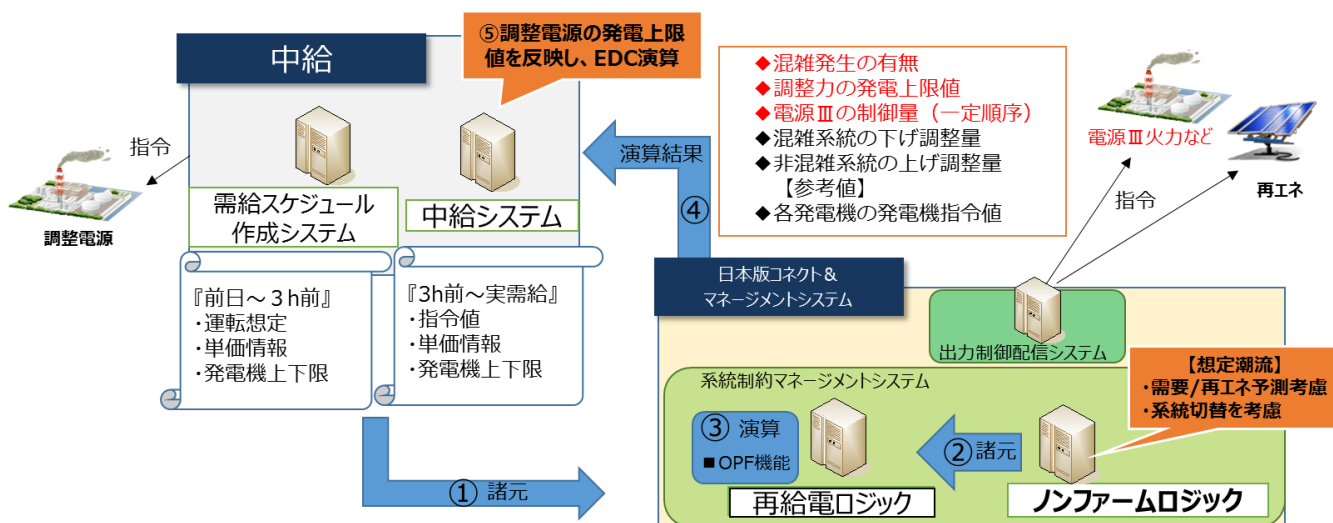 中給
⑤調整電源の発電上限
値を反映し、EDC演算
指令
調整電源
需給スケジュール
作成システム
中給システム
『前日～３h前』
・運転想定
・単価情報
・発電機上下限
『3h前～実需給』
・指令値
・単価情報
・発電機上下限
① 諸元
演算結果
④
◆混雑発生の有無
◆調整力の発電上限値
◆電源Ⅲの制御量（一定順序）
◆混雑系統の下げ調整量
◆非混雑系統の上げ調整量
【参考値】
◆各発電機の発電機指令値
電源Ⅲ火力など
再エネ
指令
日本版コネクト&
マネージメントシステム
出力制御配信システム
系統制約マネージメントシステム
③ 演算
■OPF機能
再給電ロジック
②諸元
ノンファームロジック
【想定潮流】
・需要/再エネ予測考慮
・系統切替を考慮